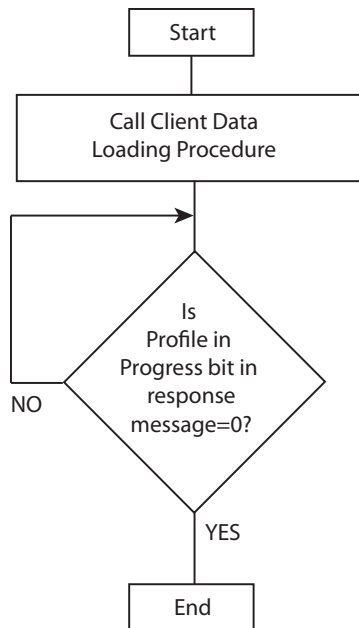 Start
Call Client Data
Loading Procedure
Is
Profile in
Progress bit in
response
message=0?
NO
YES
End